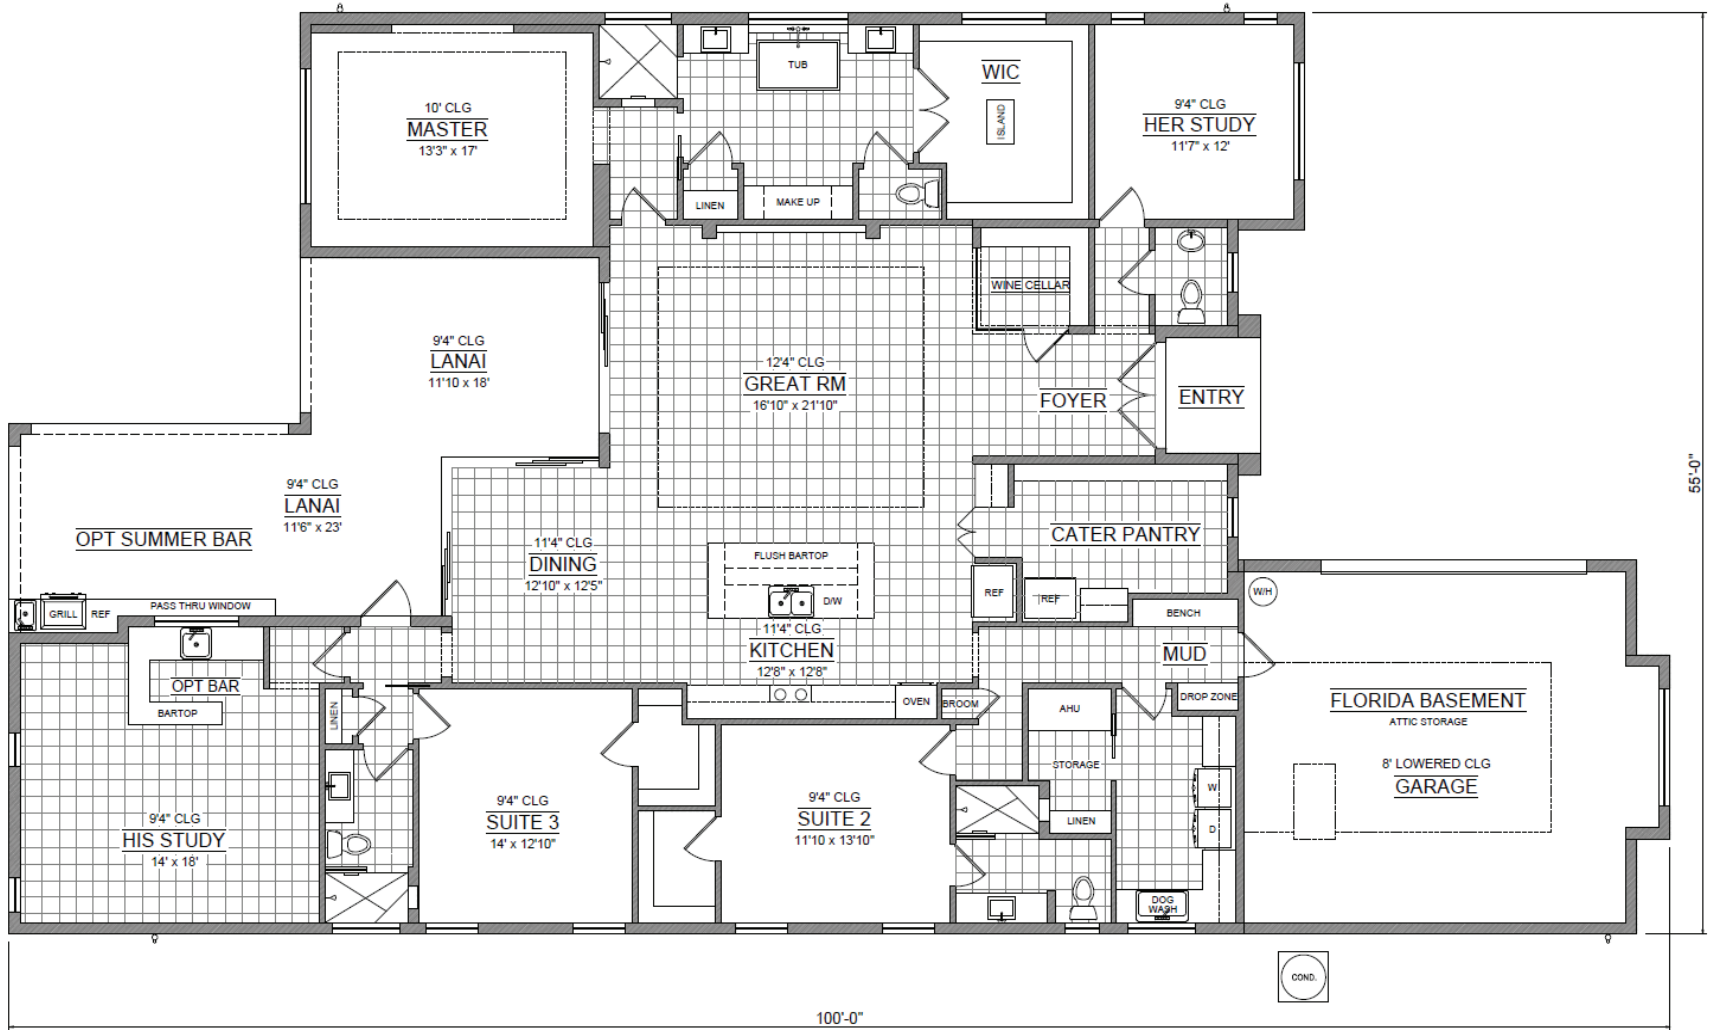 TUB
WIC
ISLAND
10' CLG
MASTER
13'3" x 17'
9'4" CLG
HER STUDY
11'7" x 12'
LINEN
MAKE UP
WINE CELLAR
9'4" CLG
LANAI
11'10 x 18'
12'4" CLG
GREAT RM
16'10" x 21'10"
FOYER
ENTRY
55'-0"
9'4" CLG
LANAI
11'6" x 23'
OPT SUMMER BAR
11'4" CLG
DINING
12'10" x 12'5"
FLUSH BARTOP
D/W
CATER PANTRY
REF
REF
W/H
BENCH
GRILL
REF
PASS THRU WINDOW
11'4" CLG
KITCHEN
12'8" x 12'8"
MUD
OPT BAR
BARTOP
LINEN
OVEN
BROOM
AHU
DROP ZONE
FLORIDA BASEMENT
ATTIC STORAGE
STORAGE
8' LOWERED CLG
GARAGE
W
D
LINEN
9'4" CLG
HIS STUDY
14' x 18'
9'4" CLG
SUITE 3
14' x 12'10"
9'4" CLG
SUITE 2
11'10 x 13'10"
DOG
WASH
COND.
100'-0"